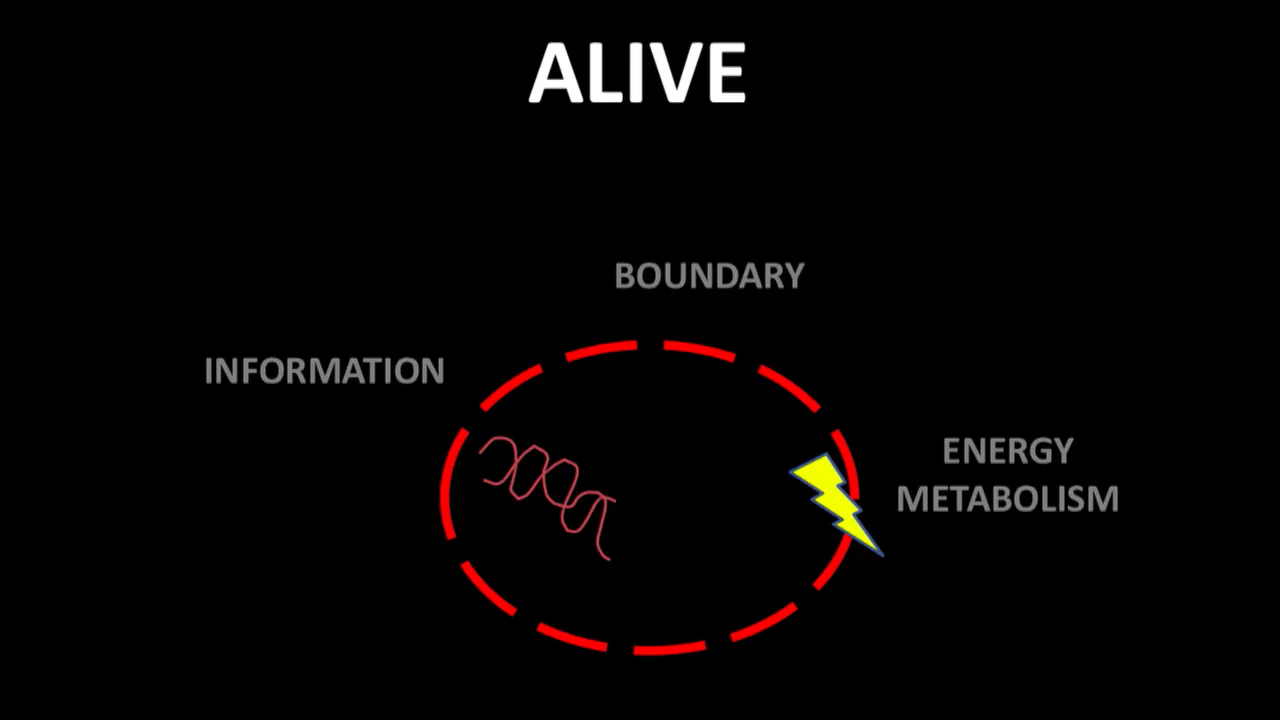 ALIVE
BOUNDARY
INFORMATION
ENERGY
METABOLISM